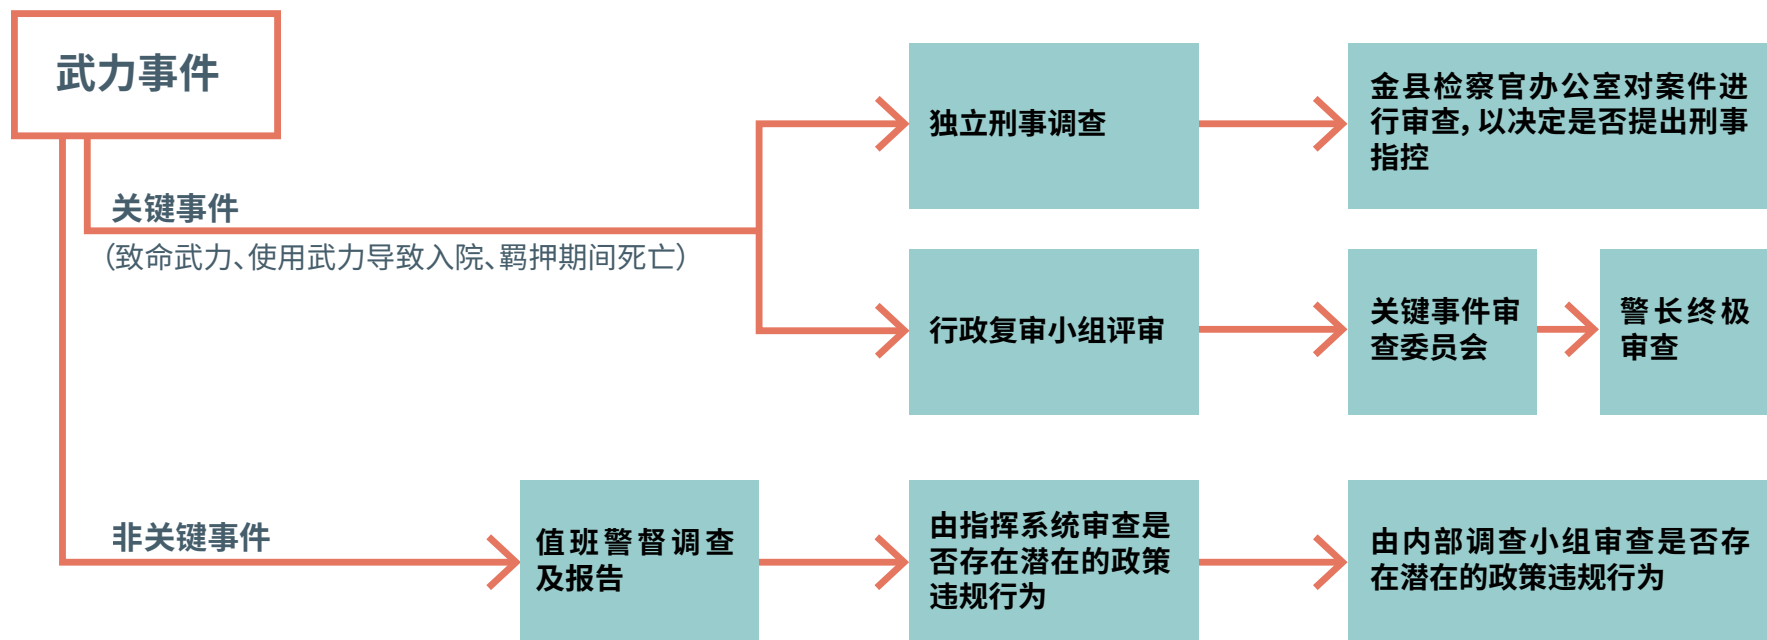 武力事件
关键事件
（致命武力、使用武力导致入院、羁押期间死亡）
独立刑事调查
金县检察官办公室对案件进
行审查，以决定是否提出刑事
指控
行政复审小组评审
关键事件审
查委员会
警长终极
审查
非关键事件
值班警督调查
及报告
由指挥系统审查是
否存在潜在的政策
违规行为
由内部调查小组审查是否存
在潜在的政策违规行为